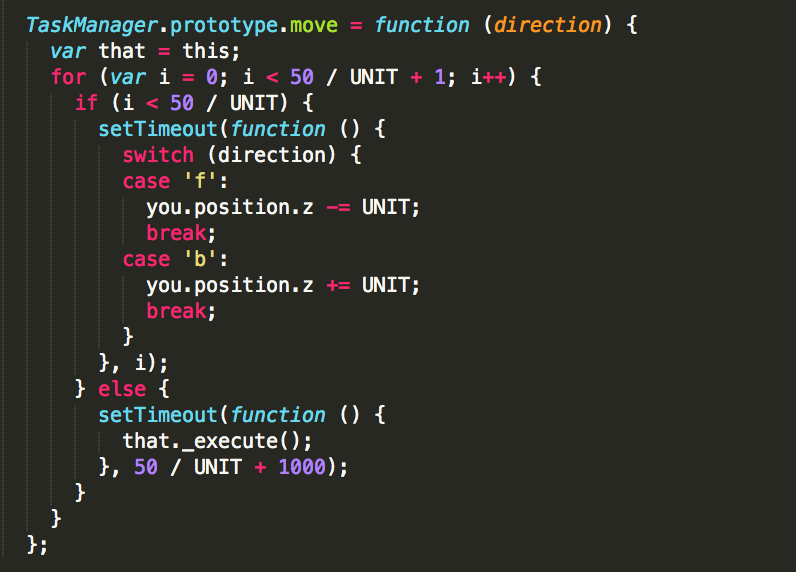 TaskManager.prototype.move = function (direction) {
  var that = this;
  for (var i = 0; i < 50 / UNIT + 1; i++) {
    if (i < 50 / UNIT) {
      setTimeout(function () {
        switch (direction) {
        case 'f':
          you.position.z -= UNIT;
          break;
        case 'b':
          you.position.z += UNIT;
          break;
        }
      }, i);
    } else {
      setTimeout(function () {
        that._execute();
      }, 50 / UNIT + 1000);
    }
  }
};